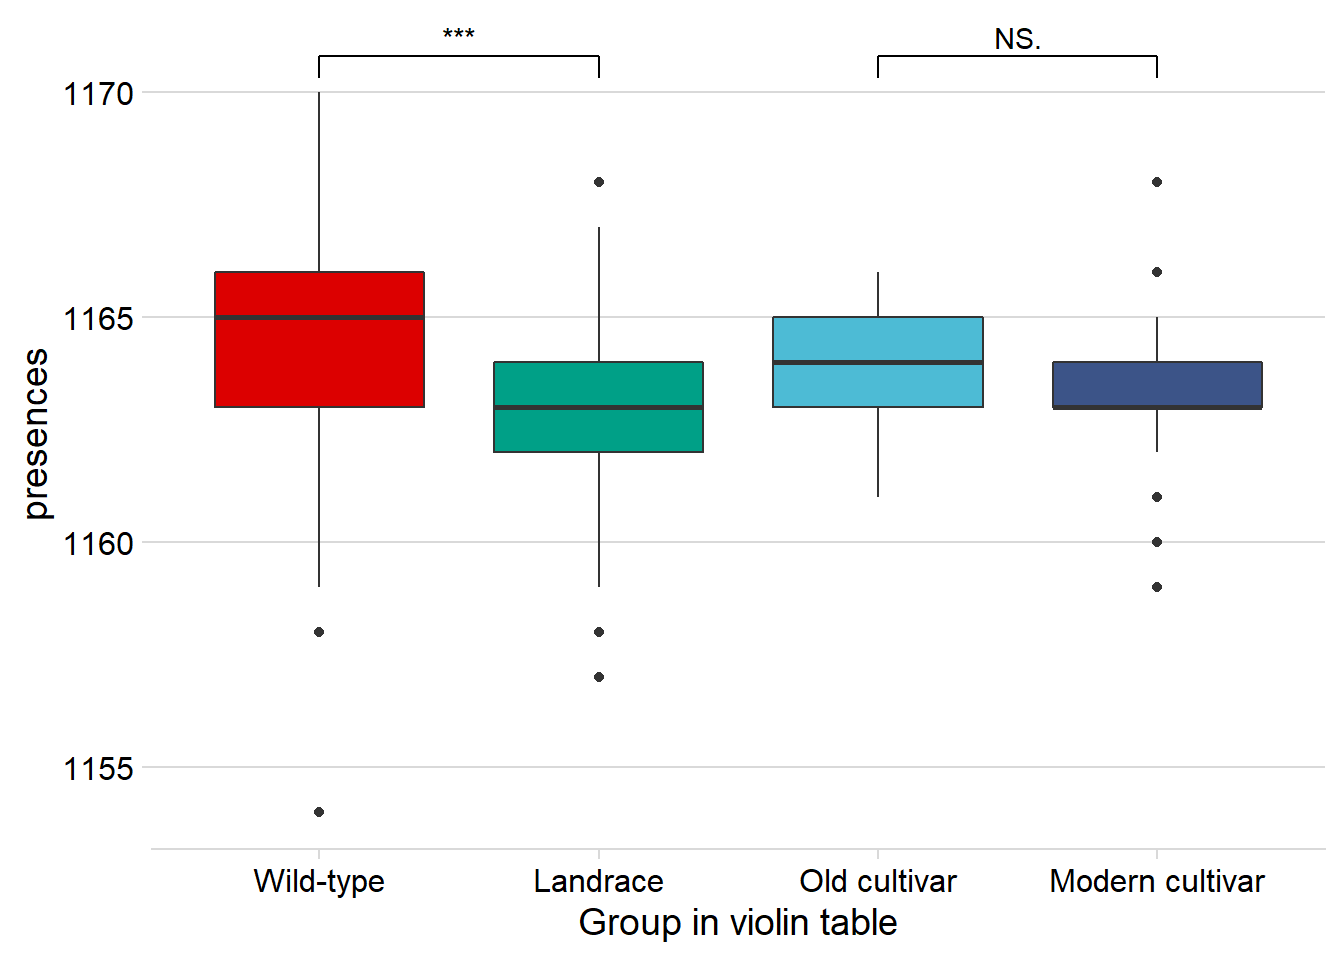 ***
NS.
1170
1165
1160
1155
presences
Wild-type
Landrace
Old cultivar
Modern cultivar
Group in violin table